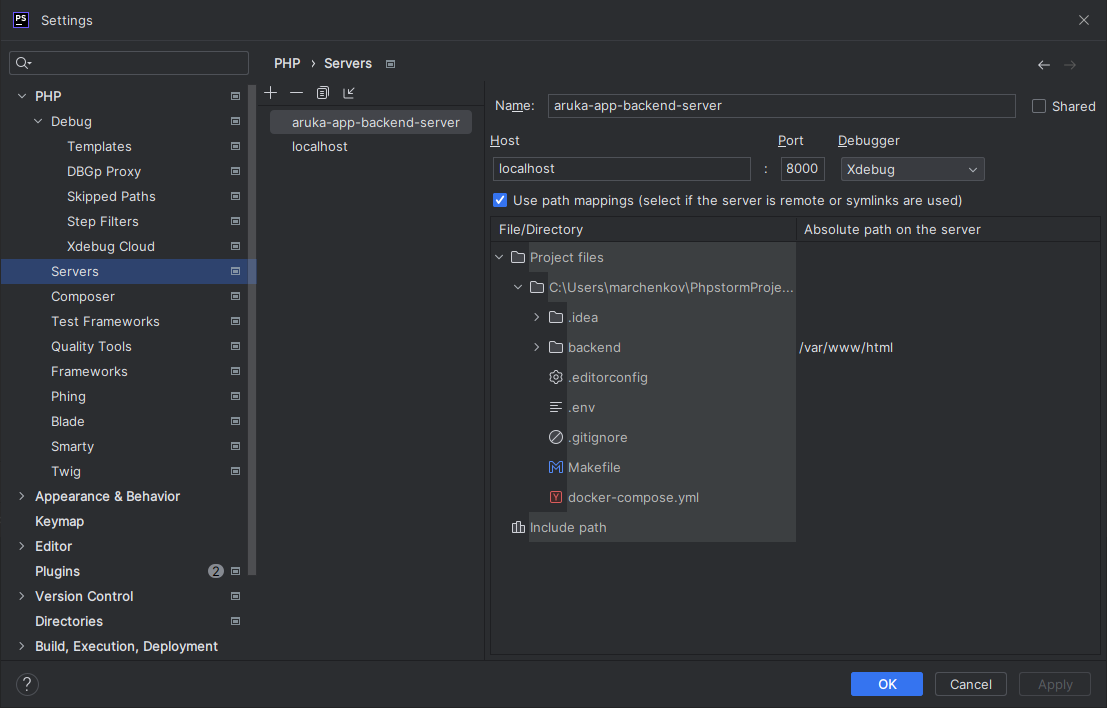 PS
Settings
PHP
Debug
Templates
DBGp Proxy
Skipped Paths
Step Filters
Xdebug Cloud
Servers
Composer
Test Frameworks
Quality Tools
Frameworks
Phing
Blade
Smarty
Twig
Appearance & Behavior
Keymap
Editor
Plugins 2
Version Control
Directories
Build, Execution, Deployment
PHP › Servers
aruka-app-backend-server
localhost
Name: aruka-app-backend-server Shared
Host Port Debugger
localhost : 8000 Xdebug
Use path mappings (select if the server is remote or symlinks are used)
File/Directory Absolute path on the server
Project files
C:\Users\marchenkov\PhpstormProje...
.idea
backend /var/www/html
.editorconfig
.env
.gitignore
Makefile
docker-compose.yml
Include path
? OK Cancel Apply